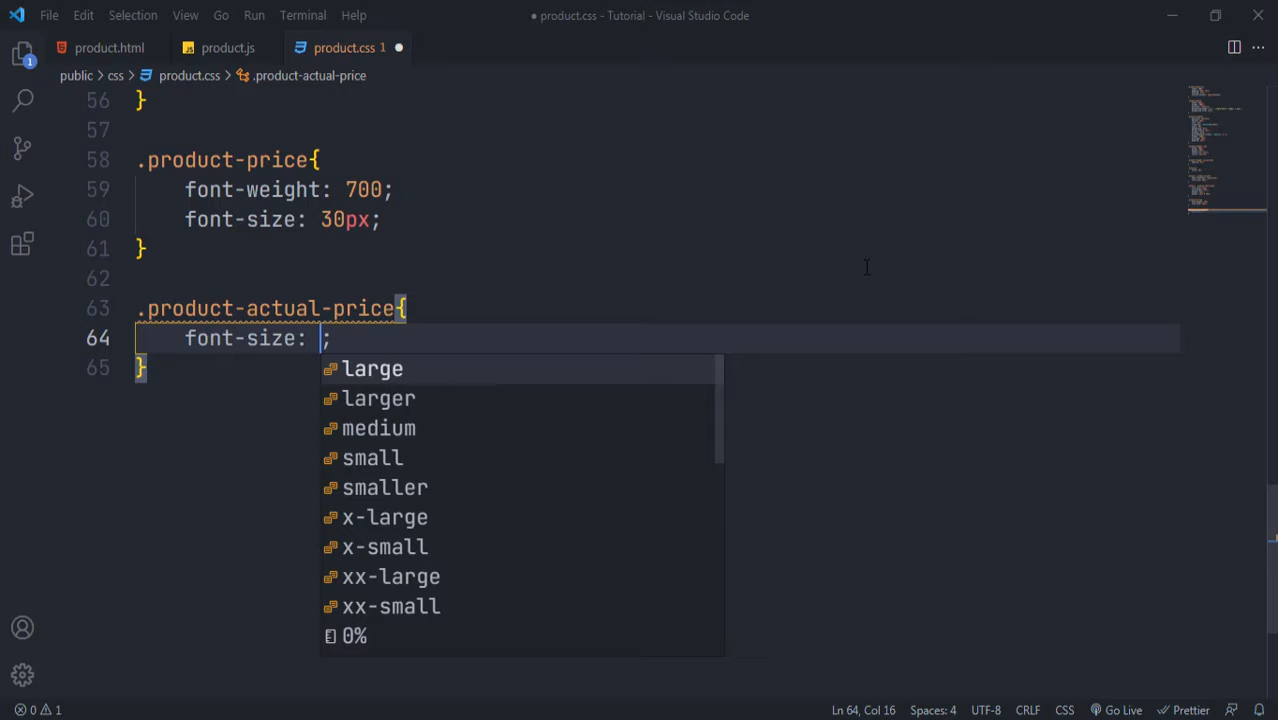 File Edit Selection View Go Run Terminal Help
● product.css - Tutorial - Visual Studio Code
product.html
JS product.js
product.css 1 ●
public > css > product.css > .product-actual-price
1
56 }
57
58 .product-price{
59 font-weight: 700;
60 font-size: 30px;
61 }
62
63 .product-actual-price{
64 font-size: ;
65 }
large
larger
medium
small
smaller
x-large
x-small
xx-large
xx-small
0%
0 1
Ln 64, Col 16 Spaces: 4 UTF-8 CRLF CSS Go Live Prettier